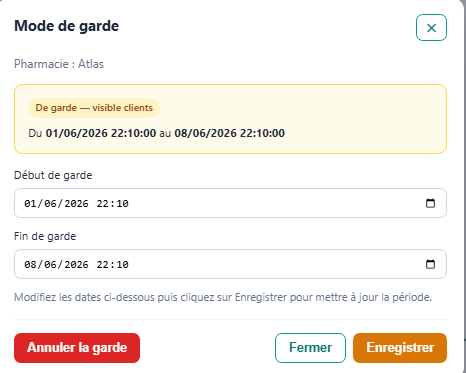 Mode de garde
Pharmacie : Atlas
De garde — visible clients
Du 01/06/2026 22:10:00 au 08/06/2026 22:10:00
Début de garde
01/06/2026 22:10
Fin de garde
08/06/2026 22:10
Modifiez les dates ci-dessous puis cliquez sur Enregistrer pour mettre à jour la période.
Annuler la garde Fermer Enregistrer